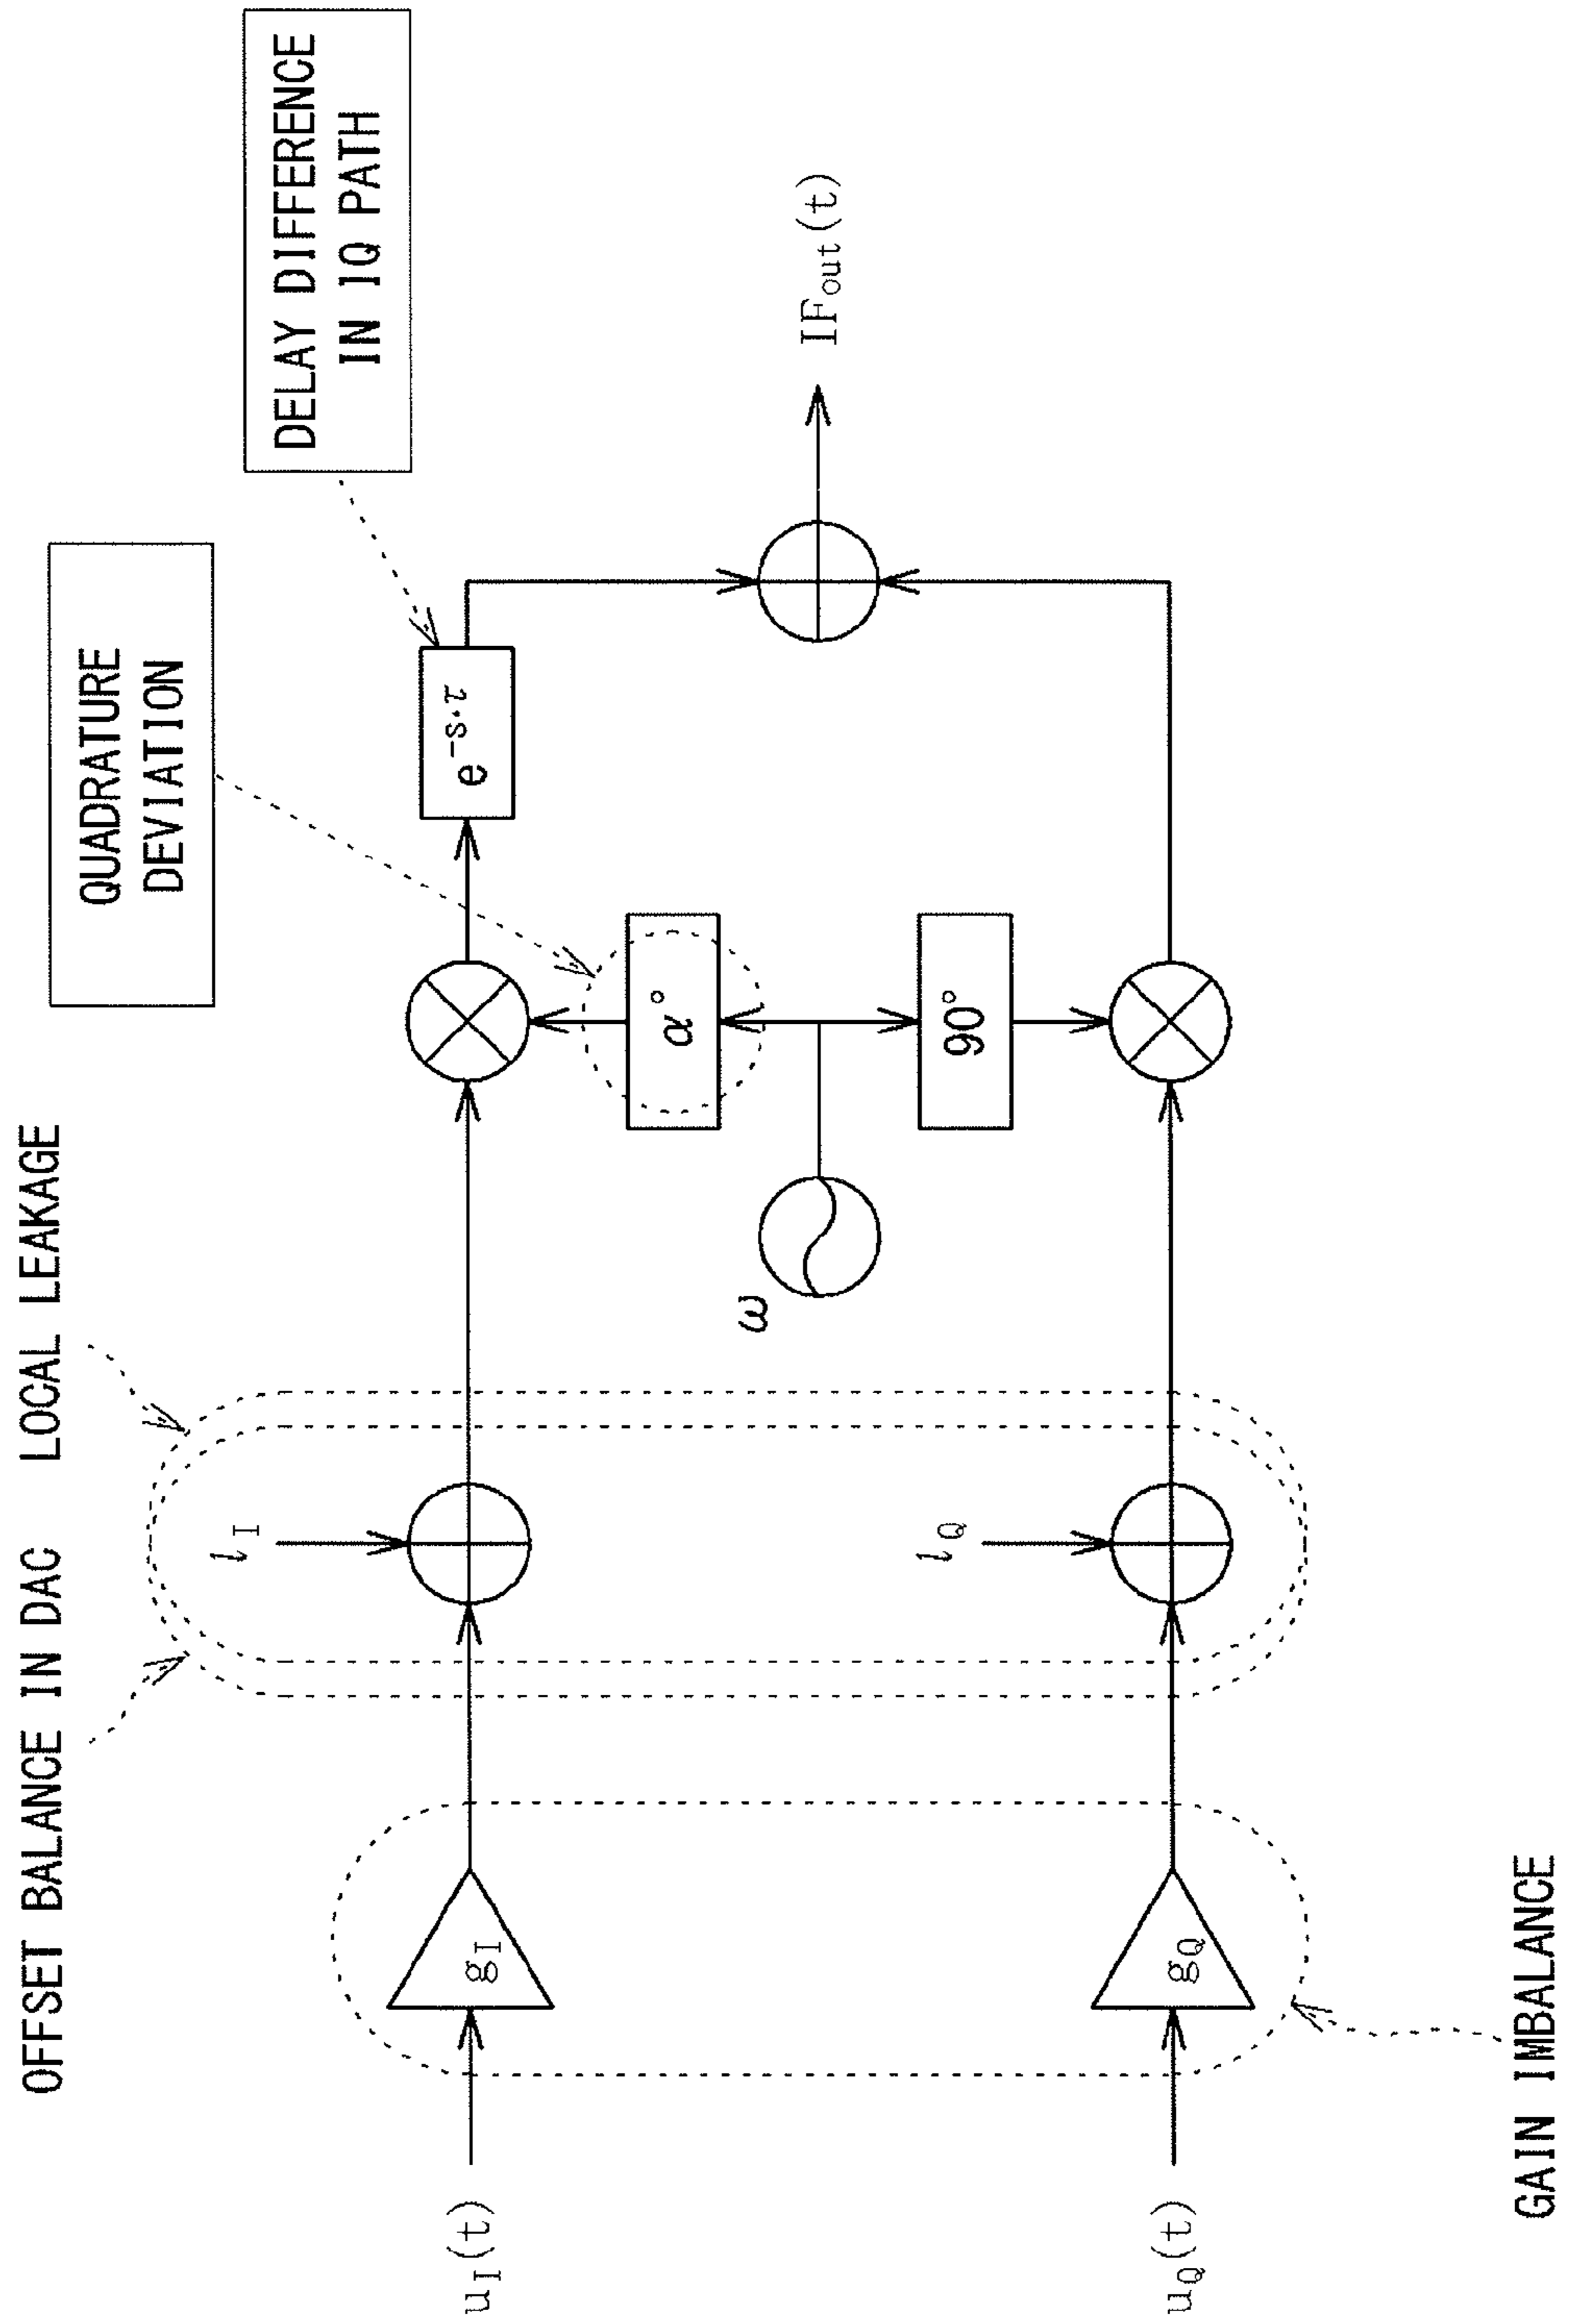 OFFSET BALANCE IN DAC
LOCAL LEAKAGE
QUADRATURE
DEVIATION
DELAY DIFFERENCE
IN IQ PATH
u_I(t)
g_I
l_I
e^{-s·τ}
α°
ω
90°
IF_out(t)
l_Q
u_Q(t)
g_Q
GAIN IMBALANCE